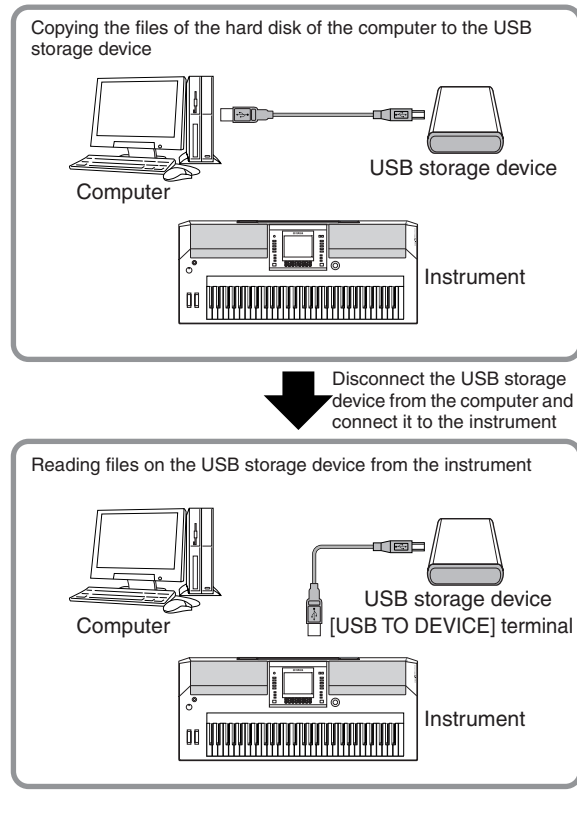 Copying the files of the hard disk of the computer to the USB
storage device
USB storage device
Computer
Instrument
Disconnect the USB storage
device from the computer and
connect it to the instrument
Reading files on the USB storage device from the instrument
USB storage device
Computer
[USB TO DEVICE] terminal
Instrument